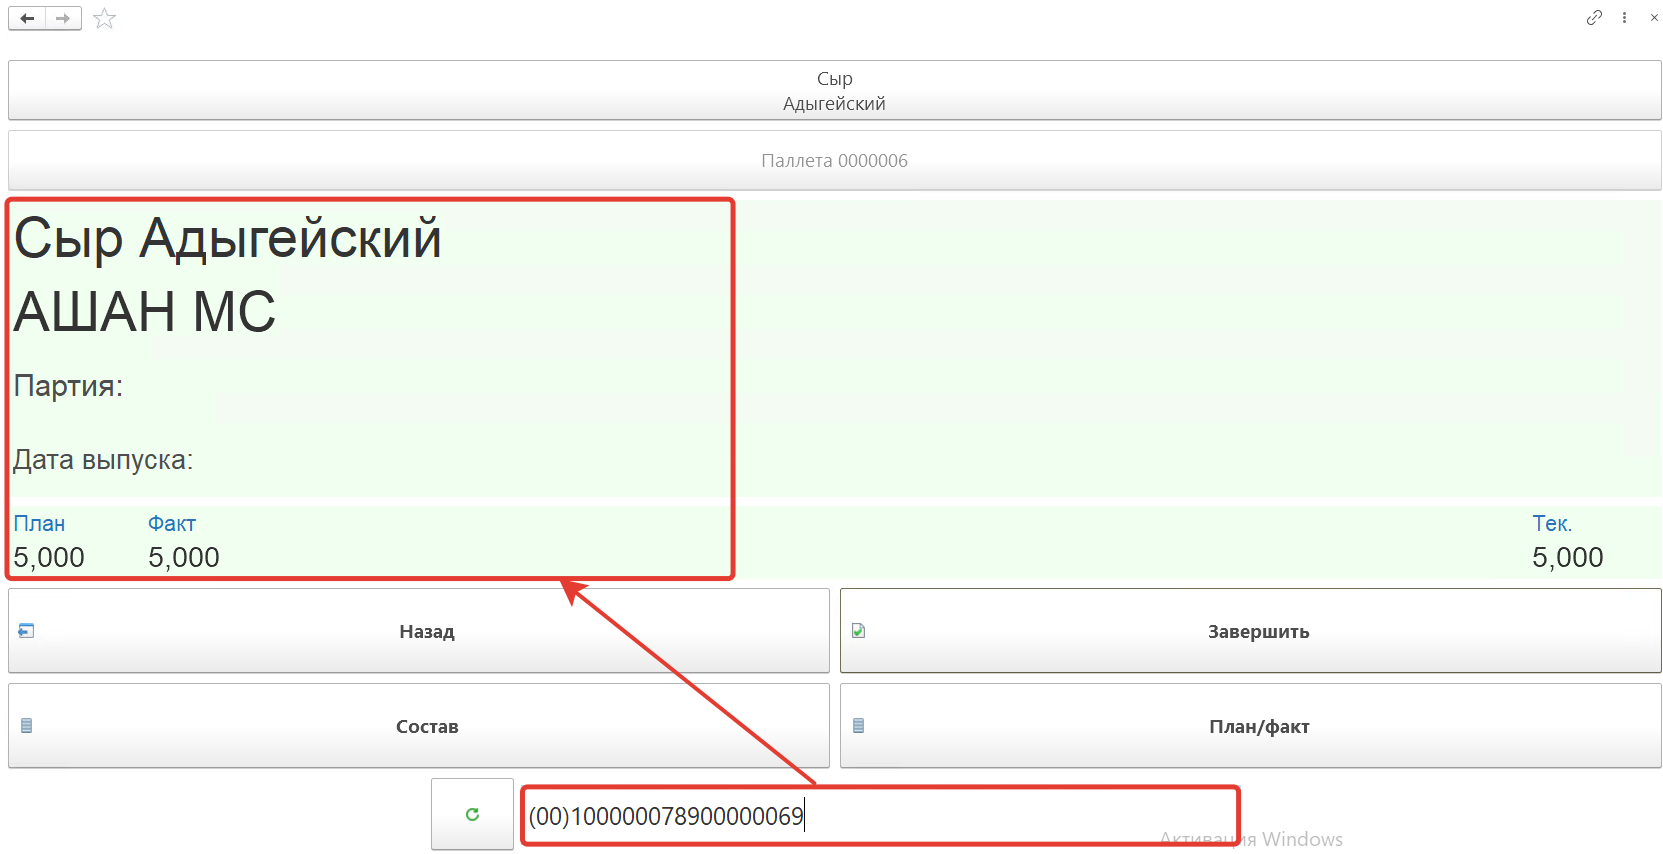 Сыр
Адыгейский
Паллета 0000006
Сыр Адыгейский
АШАН МС
Партия:
Дата выпуска:
План Факт Тек.
5,000 5,000 5,000
Назад Завершить
Состав План/факт
(00)100000078900000069
Активация Windows